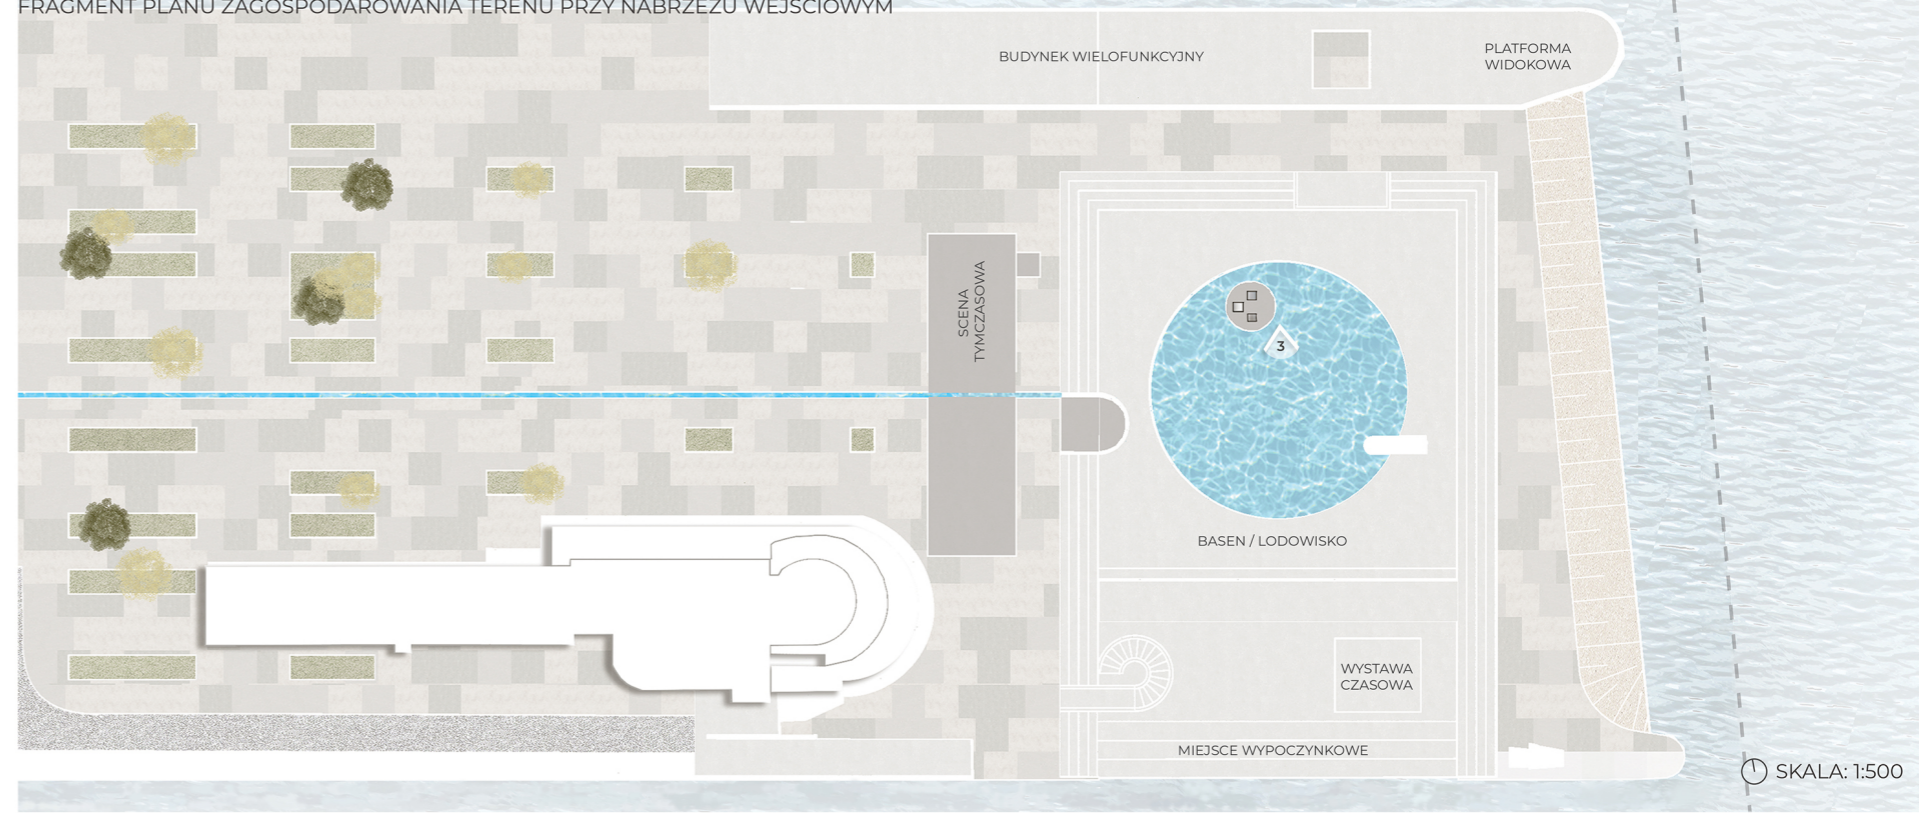 FRAGMENT PLANU ZAGOSPODAROWANIA TERENU PRZY NABRZEŻU WEJŚCIOWYM
BUDYNEK WIELOFUNKCYJNY
PLATFORMA
WIDOKOWA
SCENA
TYMCZASOWA
3
BASEN / LODOWISKO
WYSTAWA
CZASOWA
MIEJSCE WYPOCZYNKOWE
SKALA: 1:500